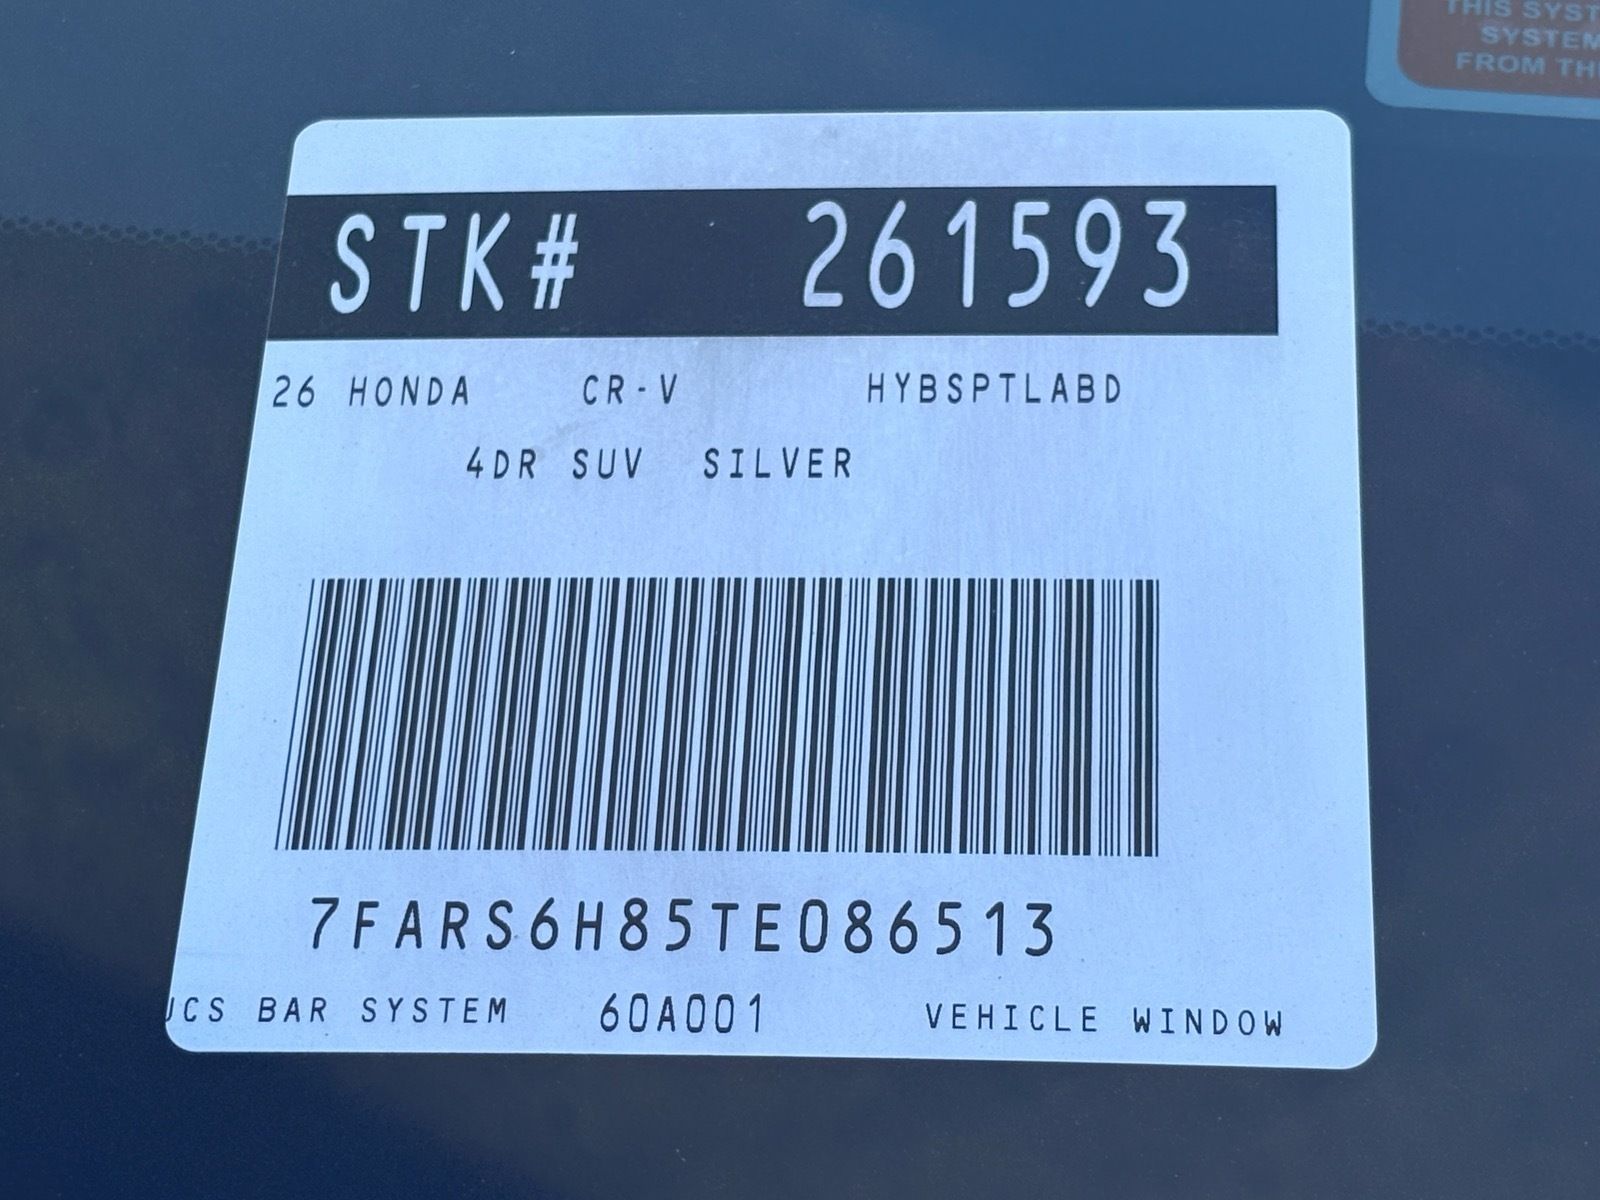 THIS SYST
SYSTEM
FROM TH
STK# 261593
26 HONDA CR-V HYBSPTLABD
4DR SUV SILVER
7FARS6H85TE086513
UCS BAR SYSTEM 60A001 VEHICLE WINDOW